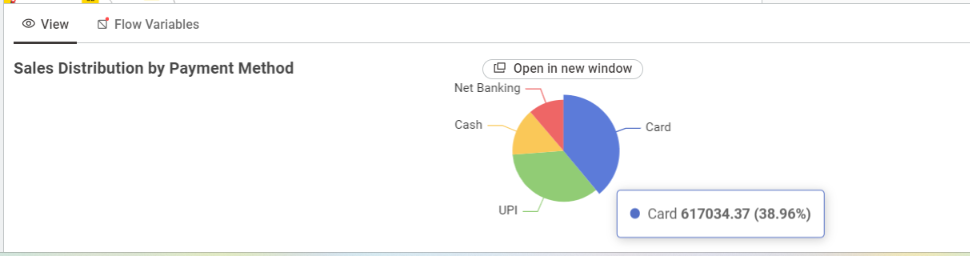 View
Flow Variables
Sales Distribution by Payment Method
Open in new window
Net Banking
Cash
Card
UPI
Card 617034.37 (38.96%)